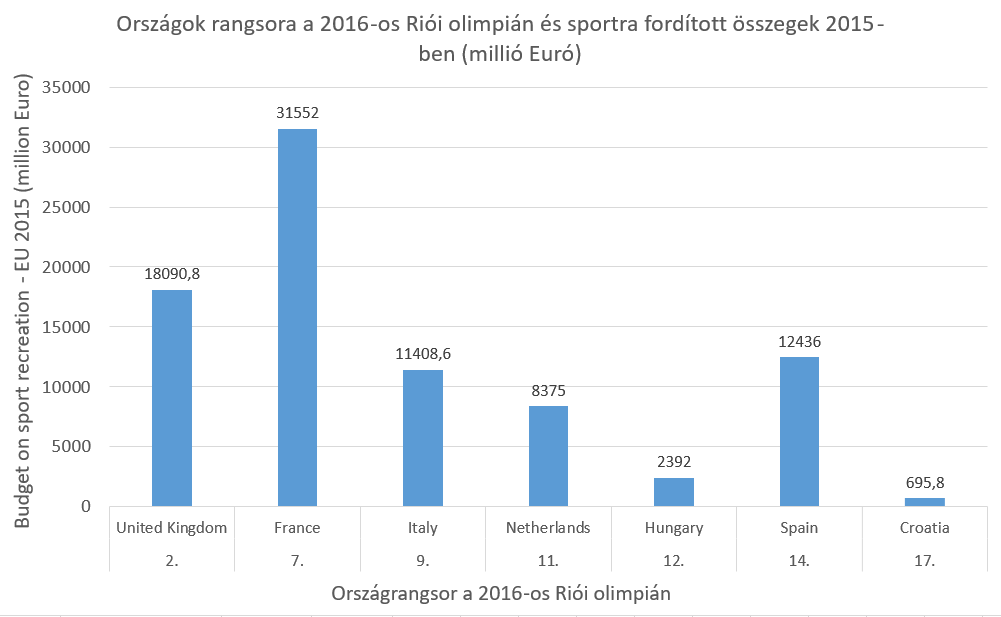 Országok rangsora a 2016-os Riói olimpián és sportra fordított összegek 2015-
ben (millió Euró)
Budget on sport recreation - EU 2015 (million Euro)
35000
30000
25000
20000
15000
10000
5000
0
18090,8
31552
11408,6
8375
2392
12436
695,8
United Kingdom France Italy Netherlands Hungary Spain Croatia
2. 7. 9. 11. 12. 14. 17.
Országrangsor a 2016-os Riói olimpián